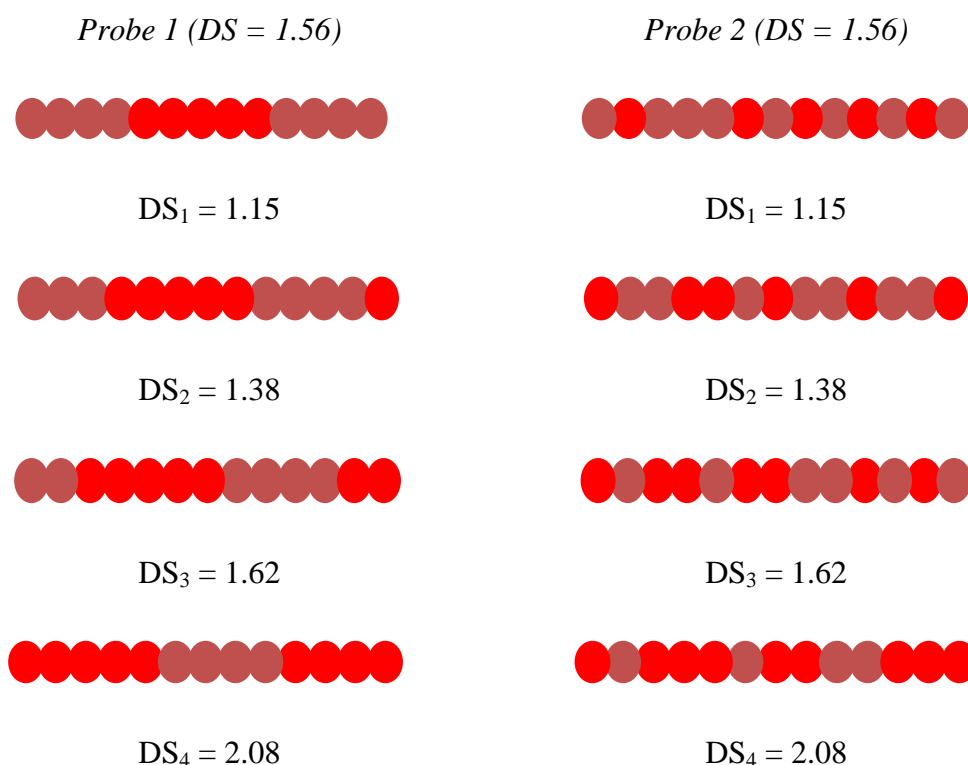 Probe 1 (DS = 1.56)
Probe 2 (DS = 1.56)
DS₁ = 1.15
DS₁ = 1.15
DS₂ = 1.38
DS₂ = 1.38
DS₃ = 1.62
DS₃ = 1.62
DS₄ = 2.08
DS₄ = 2.08